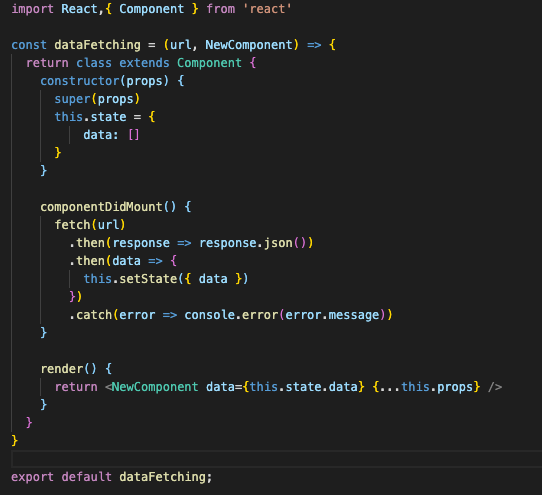 import React,{ Component } from 'react'

const dataFetching = (url, NewComponent) => {
  return class extends Component {
    constructor(props) {
      super(props)
      this.state = {
          data: []
      }
    }

    componentDidMount() {
      fetch(url)
        .then(response => response.json())
        .then(data => {
          this.setState({ data })
        })
        .catch(error => console.error(error.message))
    }

    render() {
      return <NewComponent data={this.state.data} {...this.props} />
    }
  }
}

export default dataFetching;